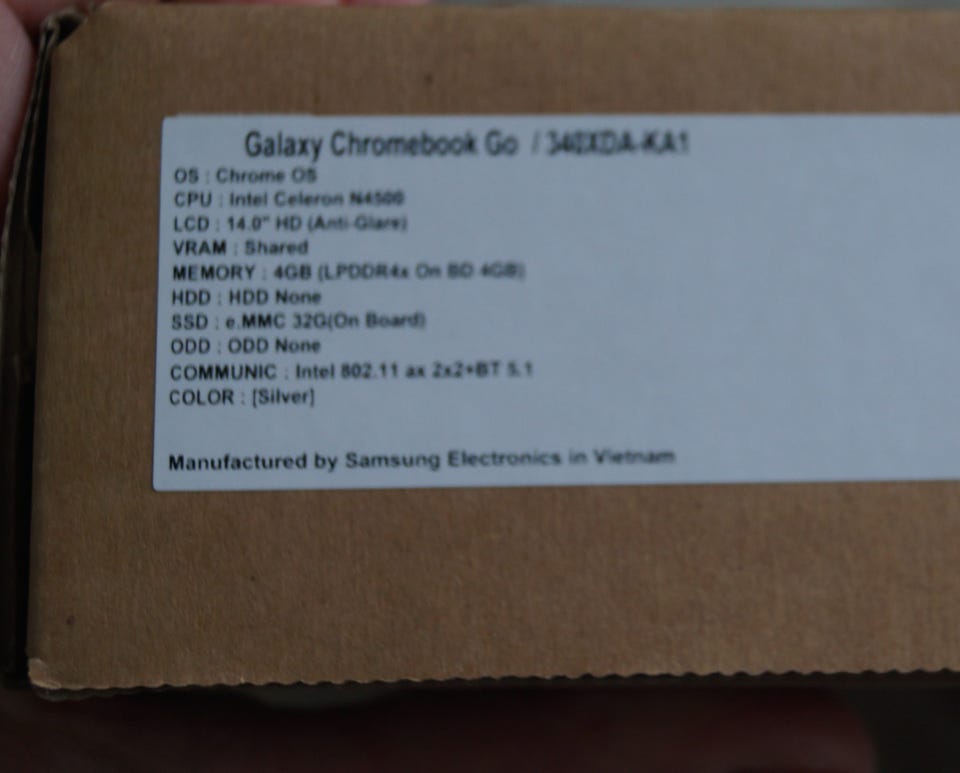 Galaxy Chromebook Go / 340XDA-KA1
OS : Chrome OS
CPU : Intel Celeron N4500
LCD : 14.0" HD (Anti-Glare)
VRAM : Shared
MEMORY : 4GB (LPDDR4x On BD 4GB)
HDD : HDD None
SSD : e.MMC 32G(On Board)
ODD : ODD None
COMMUNIC : Intel 802.11 ax 2x2+BT 5.1
COLOR : [Silver]
Manufactured by Samsung Electronics in Vietnam